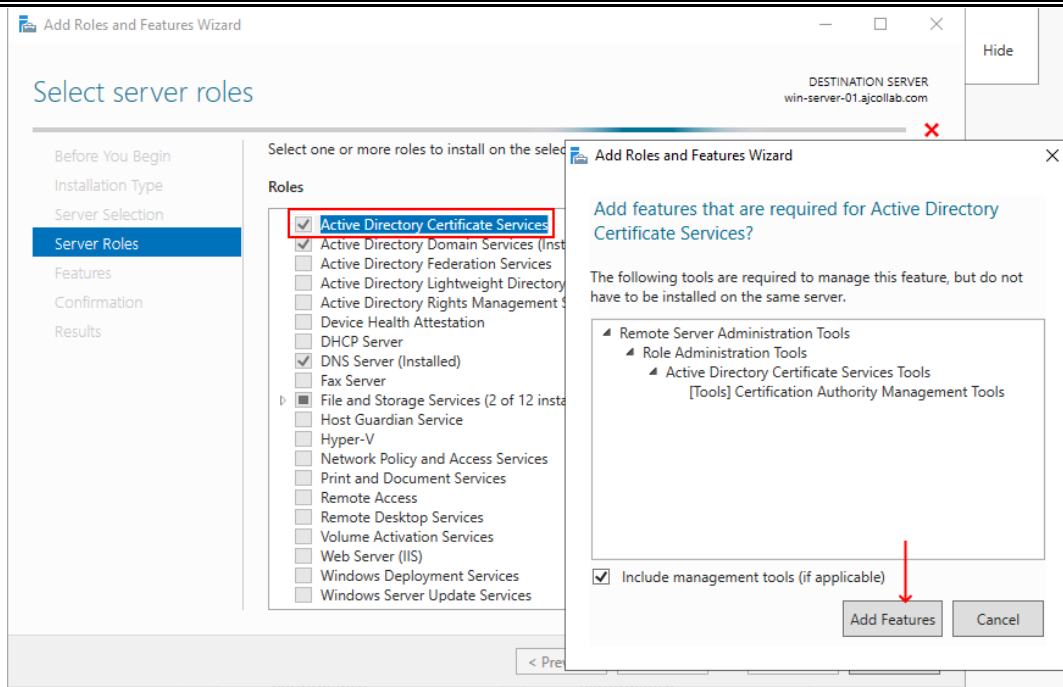 Add Roles and Features Wizard
Hide
Select server roles
DESTINATION SERVER
win-server-01.ajcollab.com
Before You Begin
Installation Type
Server Selection
Server Roles
Features
Confirmation
Results
Select one or more roles to install on the selec
Roles
Active Directory Certificate Services
Active Directory Domain Services (Inst
Active Directory Federation Services
Active Directory Lightweight Directory
Active Directory Rights Management S
Device Health Attestation
DHCP Server
DNS Server (Installed)
Fax Server
File and Storage Services (2 of 12 insta
Host Guardian Service
Hyper-V
Network Policy and Access Services
Print and Document Services
Remote Access
Remote Desktop Services
Volume Activation Services
Web Server (IIS)
Windows Deployment Services
Windows Server Update Services
< Pre
Add Roles and Features Wizard
Add features that are required for Active Directory
Certificate Services?
The following tools are required to manage this feature, but do not
have to be installed on the same server.
Remote Server Administration Tools
Role Administration Tools
Active Directory Certificate Services Tools
[Tools] Certification Authority Management Tools
Include management tools (if applicable)
Add Features
Cancel